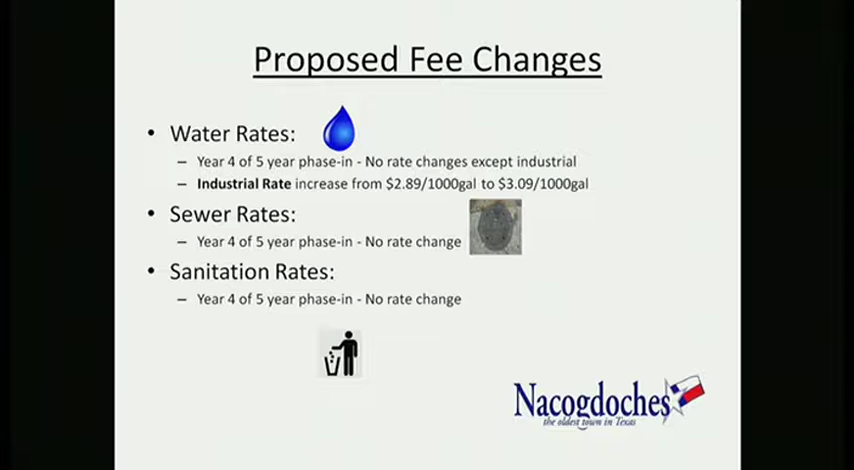 Proposed Fee Changes
• Water Rates:
– Year 4 of 5 year phase-in - No rate changes except industrial
– Industrial Rate increase from $2.89/1000gal to $3.09/1000gal
• Sewer Rates:
– Year 4 of 5 year phase-in - No rate change
• Sanitation Rates:
– Year 4 of 5 year phase-in - No rate change
Nacogdoches
the oldest town in Texas